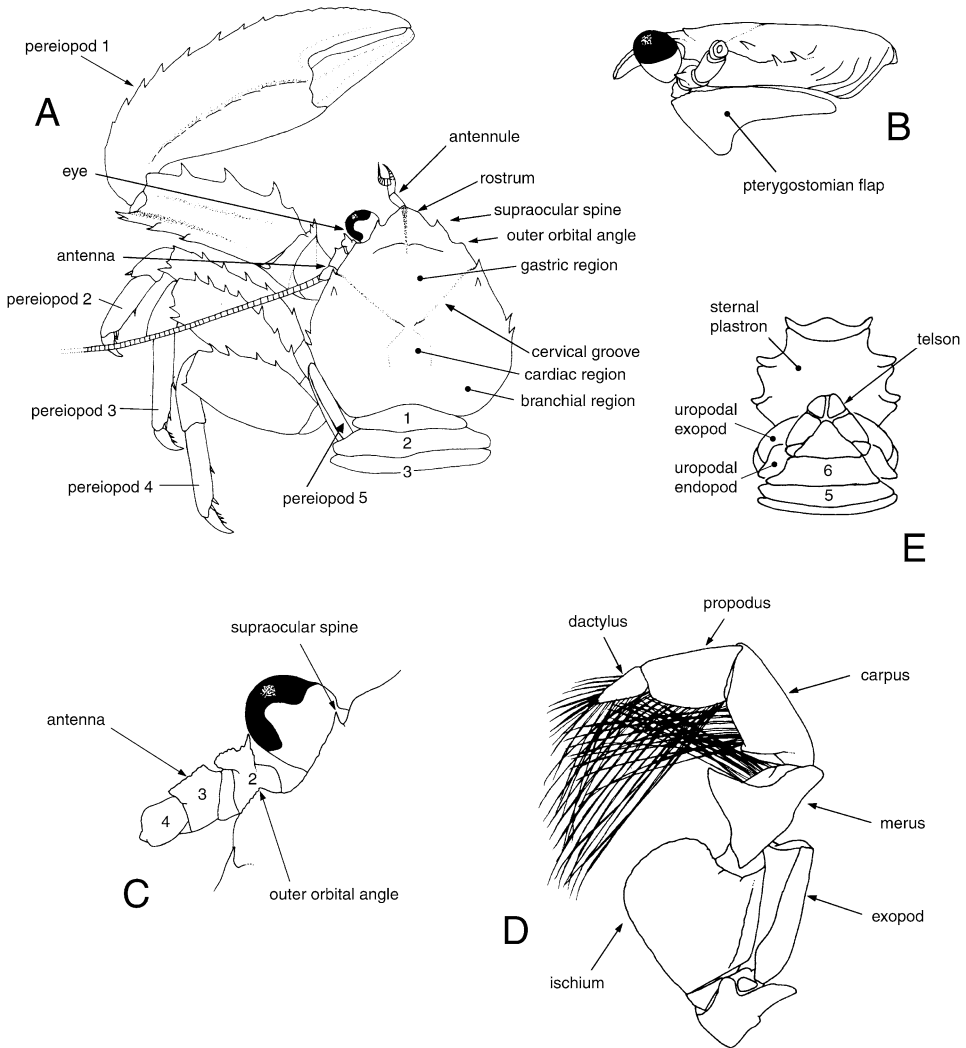 pereiopod 1
A
antennule
eye
rostrum
supraocular spine
outer orbital angle
antenna
gastric region
pereiopod 2
cervical groove
cardiac region
pereiopod 3
branchial region
1
2
3
pereiopod 4
pereiopod 5
B
pterygostomian flap
sternal
plastron
telson
uropodal
exopod
uropodal
endopod
6
5
E
supraocular spine
antenna
2
3
4
outer orbital angle
C
propodus
dactylus
carpus
merus
exopod
D
ischium